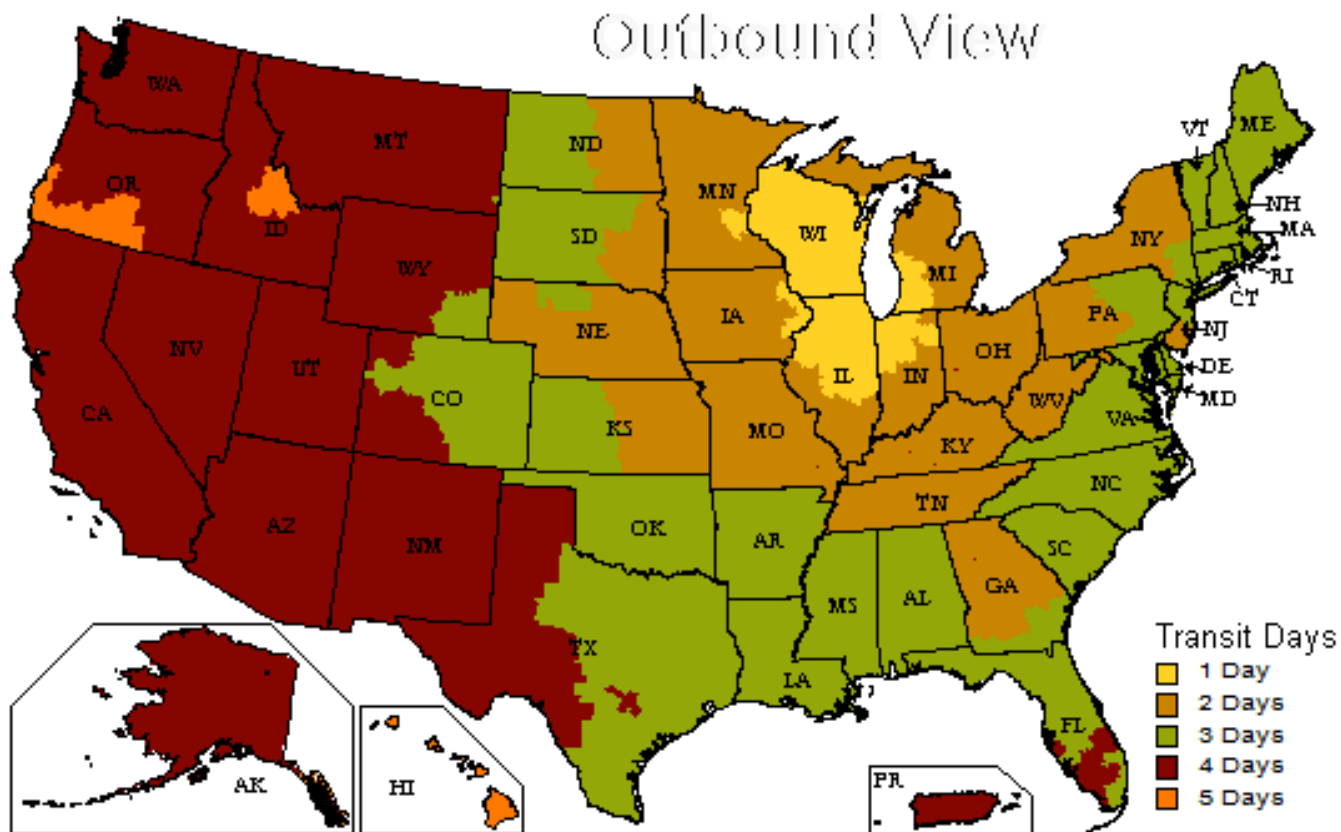 Outbound View
WA
MT
ND
MN
VT
ME
OR
ID
SD
WI
MI
NY
NH
MA
WY
RI
CT
NE
IA
PA
NJ
NV
UT
CO
IL
IN
OH
DE
MD
CA
KS
MO
WV
VA
KY
AZ
NM
OK
AR
TN
NC
SC
MS
AL
GA
TX
LA
FL
AK
HI
PR
Transit Days
1 Day
2 Days
3 Days
4 Days
5 Days